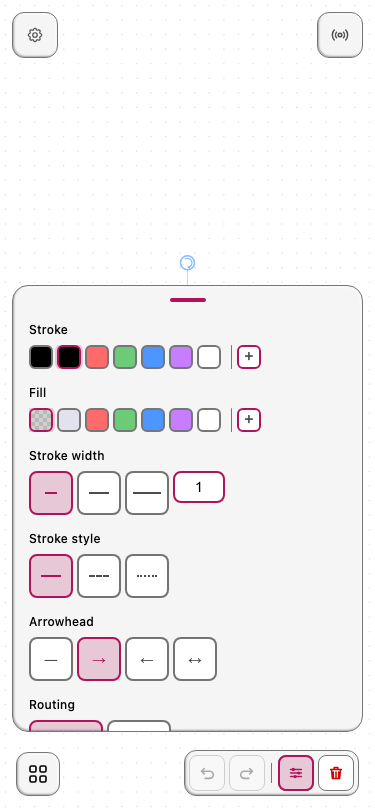 Stroke
+
Fill
+
Stroke width
1
Stroke style
Arrowhead
Routing